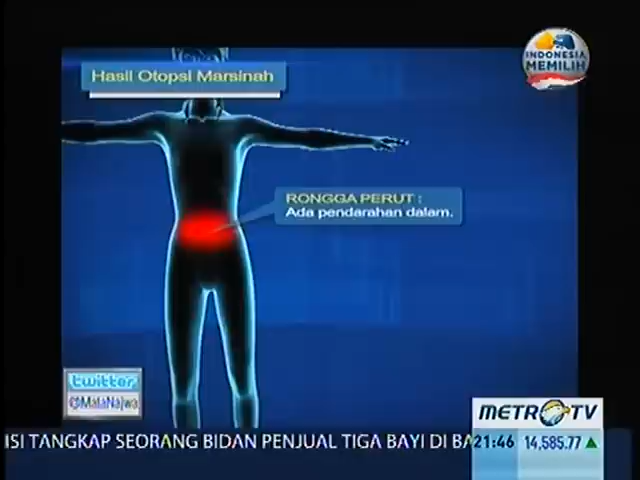 Hasil Otopsi Marsinah
INDONESIA
MEMILIH
RONGGA PERUT :
Ada pendarahan dalam.
twitter
@MataNajwa
METRO TV
ISI TANGKAP SEORANG BIDAN PENJUAL TIGA BAYI DI BA
21:46 14,585.77